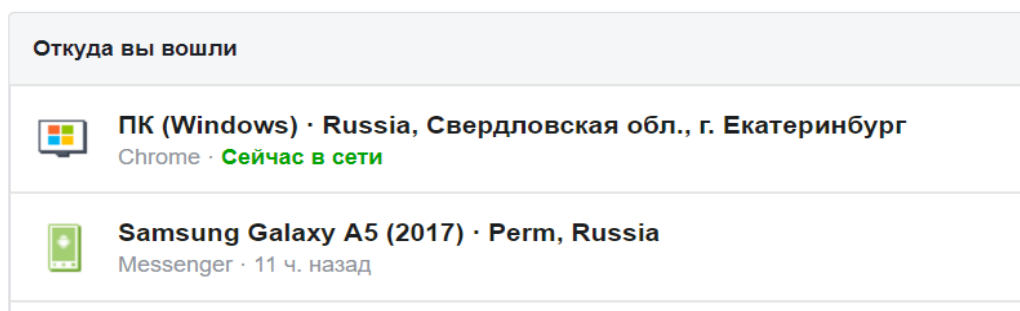 Откуда вы вошли
ПК (Windows) · Russia, Свердловская обл., г. Екатеринбург
Chrome · Сейчас в сети
Samsung Galaxy A5 (2017) · Perm, Russia
Messenger · 11 ч. назад